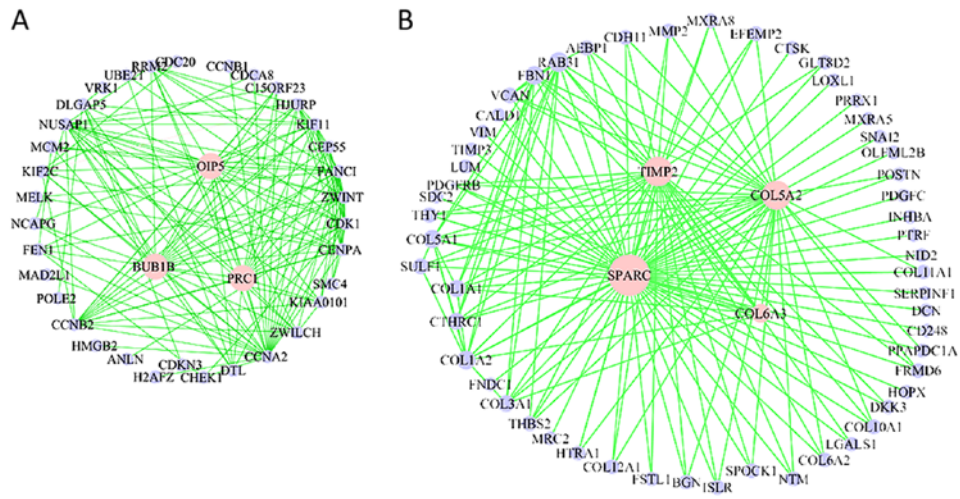 A
B
CDC20
RRM2
CCNB1
UBE2T
CDCA8
VRK1
C15ORF23
DLGAP5
HJURP
NUSAP1
KIF11
MCM2
CEP55
OIP5
KIF2C
FANCI
MELK
ZWINT
NCAPG
CDK1
FEN1
CENPA
BUB1B
MAD2L1
PRC1
SMC4
POLE2
KIAA0101
CCNB2
ZWILCH
HMGB2
CCNA2
ANLN
CDKN3
DTL
H2AFZ
CHEK1
MXRA8
MMP2
EFEMP2
CDH11
AEBP1
CTSK
RAB31
GLT8D2
FBN1
LOXL1
VCAN
PRRX1
CALD1
MXRA5
VIM
SNAI2
TIMP3
OLFML2B
LUM
TIMP2
POSTN
PDGFRB
SDC2
COL5A2
PDGFC
THY1
INHBA
COL5A1
PTRF
NID2
SULF1
SPARC
COL11A1
COL1A1
SERPINF1
CTHRC1
COL6A3
DCN
CD248
COL1A2
PPAPDC1A
FRMD6
FNDC1
HOPX
COL3A1
DKK3
THBS2
COL10A1
MRC2
LGALS1
HTRA1
COL6A2
COL12A1
SPOCK1
NTM
FSTL1
BGN
ISLR